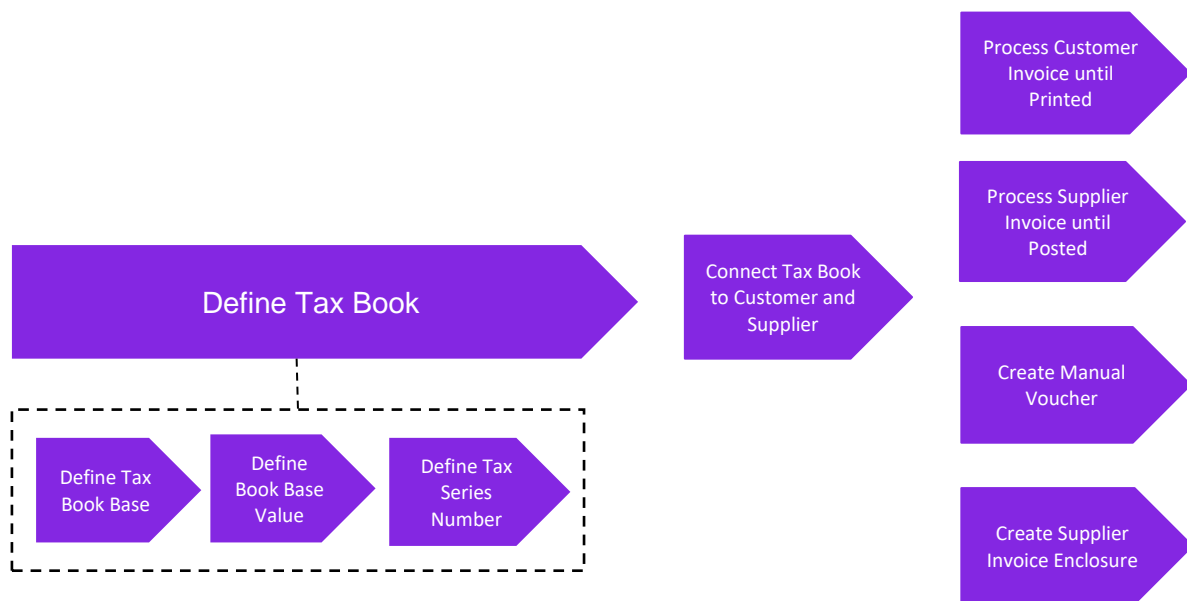 Process Customer
Invoice until
Printed
Process Supplier
Invoice until
Posted
Define Tax Book
Connect Tax Book
to Customer and
Supplier
Create Manual
Voucher
Define Tax
Book Base
Define
Book Base
Value
Define Tax
Series
Number
Create Supplier
Invoice Enclosure